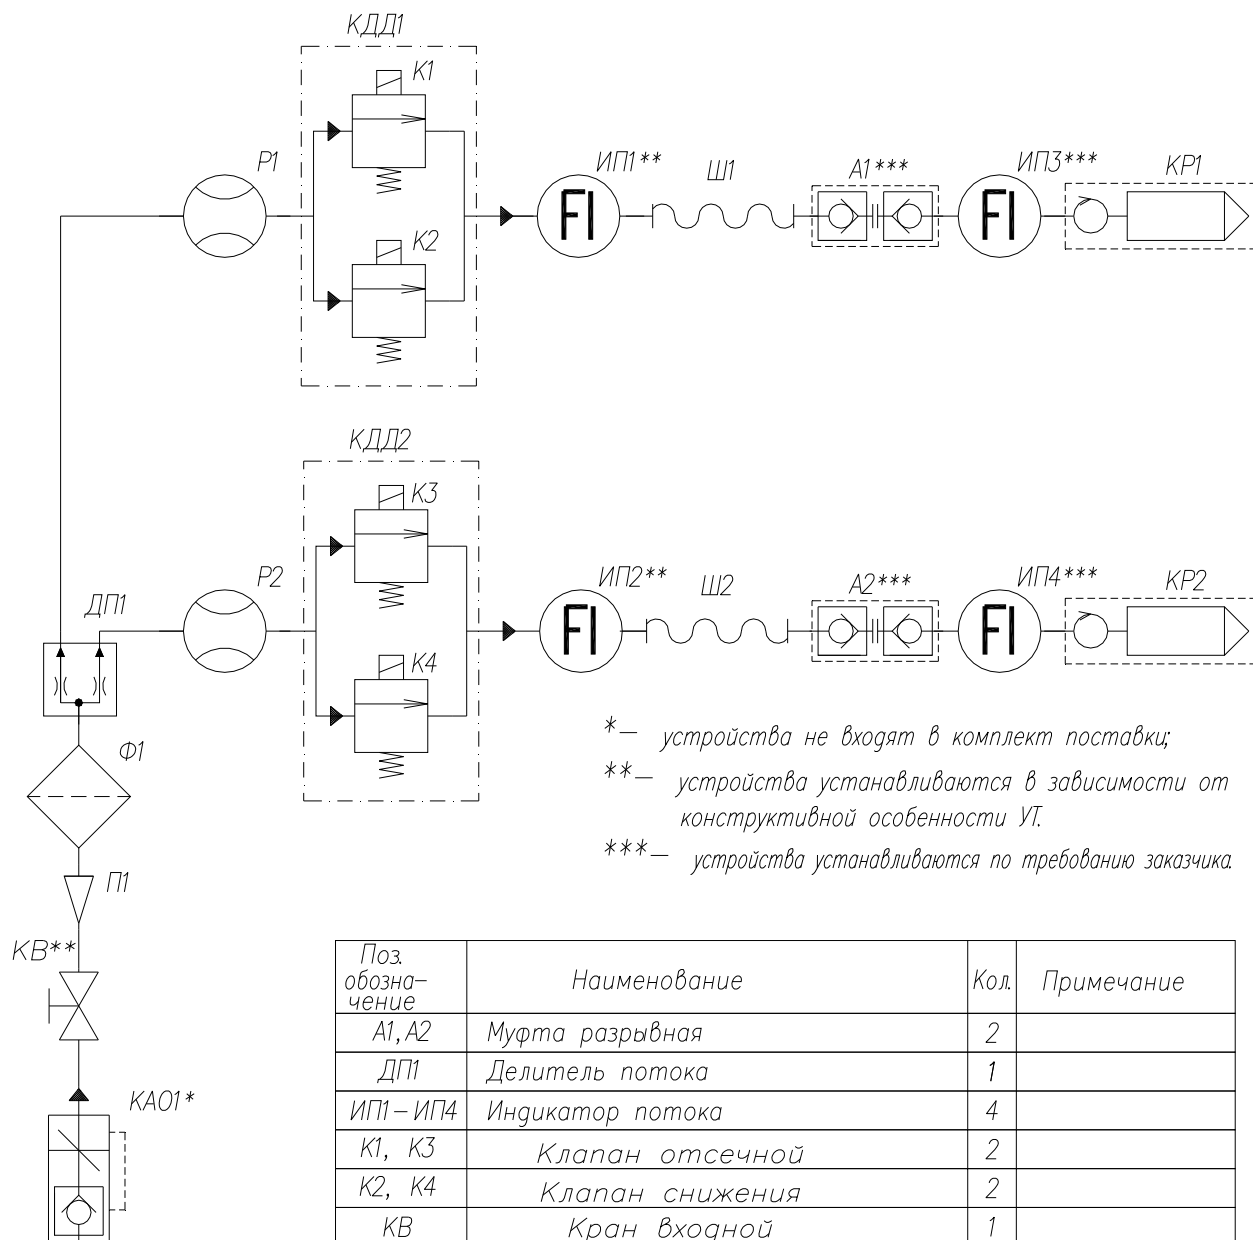 КДД1
К1
Р1
К2
ИП1**
Ш1
А1***
ИП3***
КР1
FI
FI
КДД2
К3
Р2
К4
ИП2**
Ш2
А2***
ИП4***
КР2
FI
FI
ДП1
Ф1
П1
КВ**
КАО1*
*— устройства не входят в комплект поставки;
**— устройства устанавливаются в зависимости от
конструктивной особенности УТ.
***— устройства устанавливаются по требованию заказчика.
Поз. обозна- чение Наименование Кол. Примечание
А1, А2 Муфта разрывная 2
ДП1 Делитель потока 1
ИП1–ИП4 Индикатор потока 4
К1, К3 Клапан отсечной 2
К2, К4 Клапан снижения 2
КВ Кран входной 1